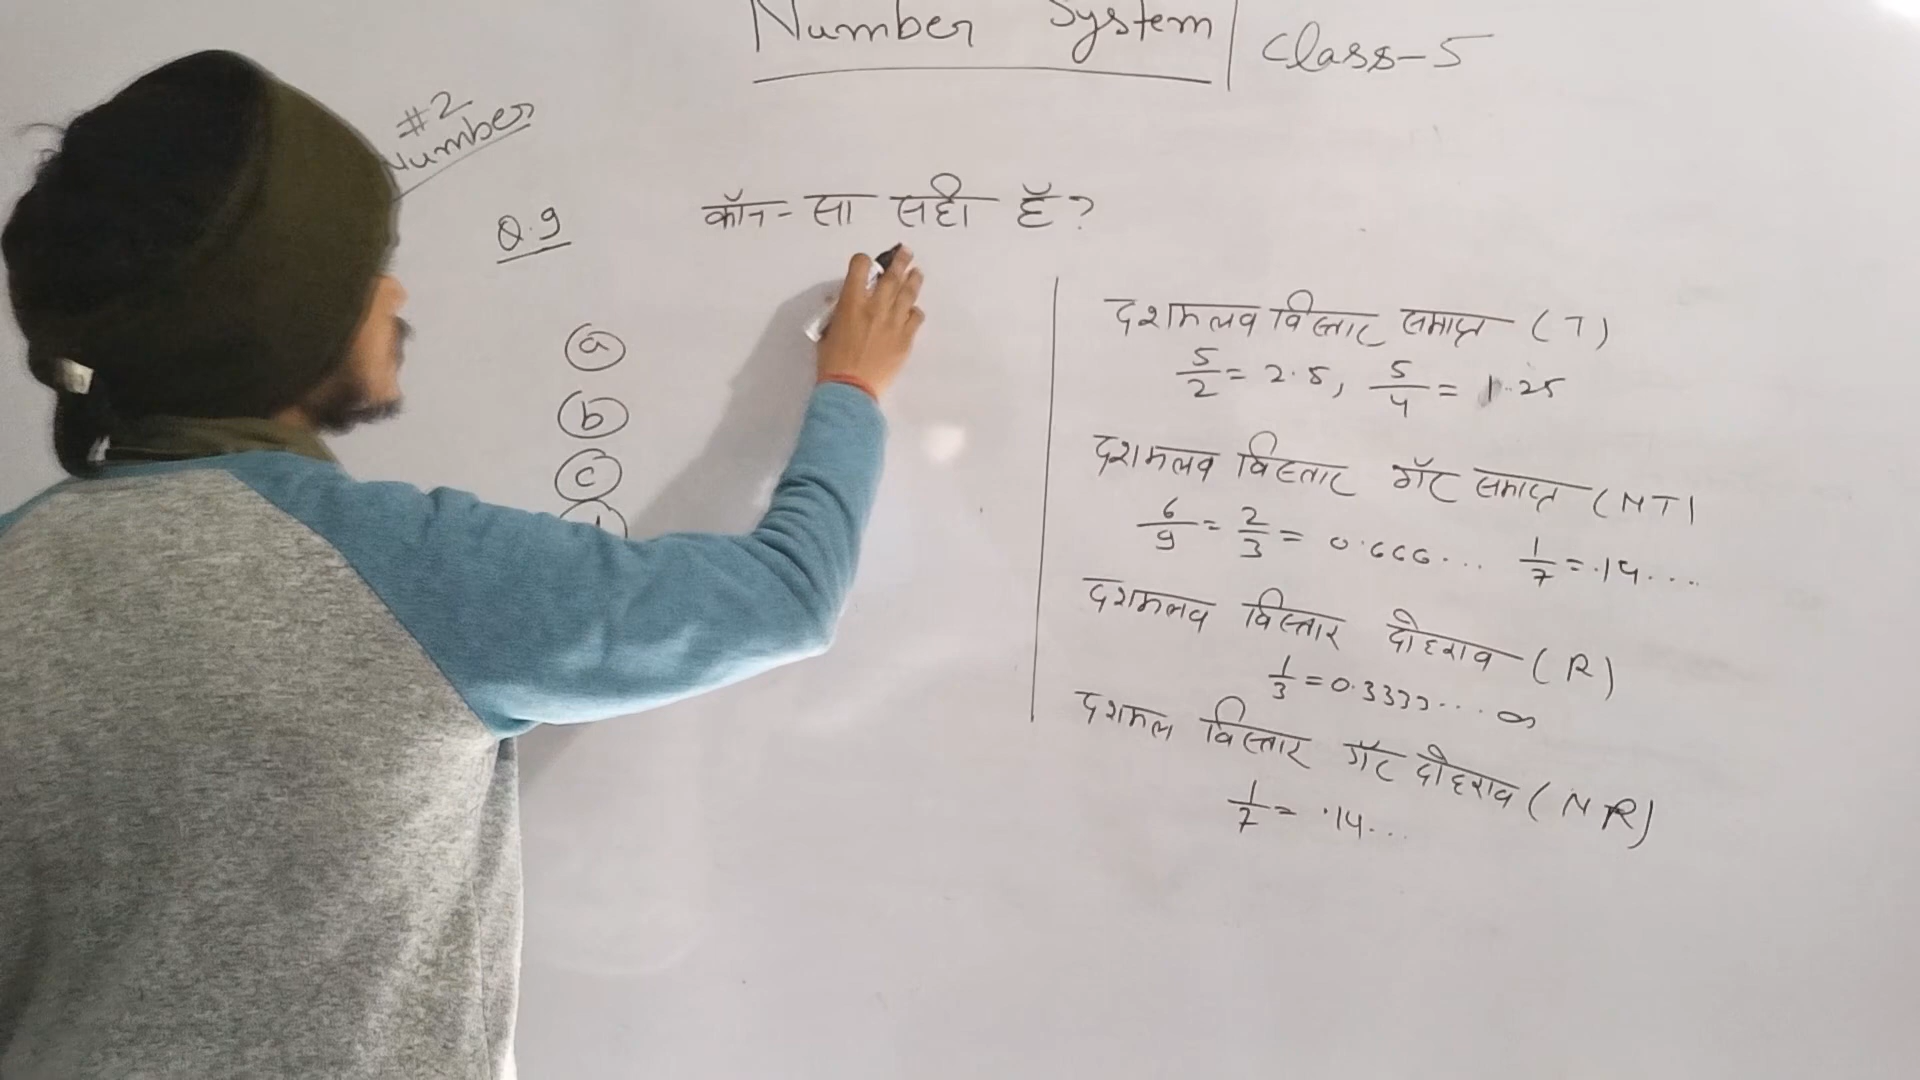 Number System | Class-5
#2
Number
Q.9
कौन-सा सही है?
(a)
(b)
(c)
दशमलव विस्तार समाप्त (T)
5/2 = 2.5, 5/4 = 1.25
दशमलव विस्तार गैर समाप्त (NT)
6/9 = 2/3 = 0.666... 1/7 = .14....
दशमलव विस्तार दोहराव (R)
1/3 = 0.3333... ∞
दशमल विस्तार गैर दोहराव (NR)
1/7 = .14...